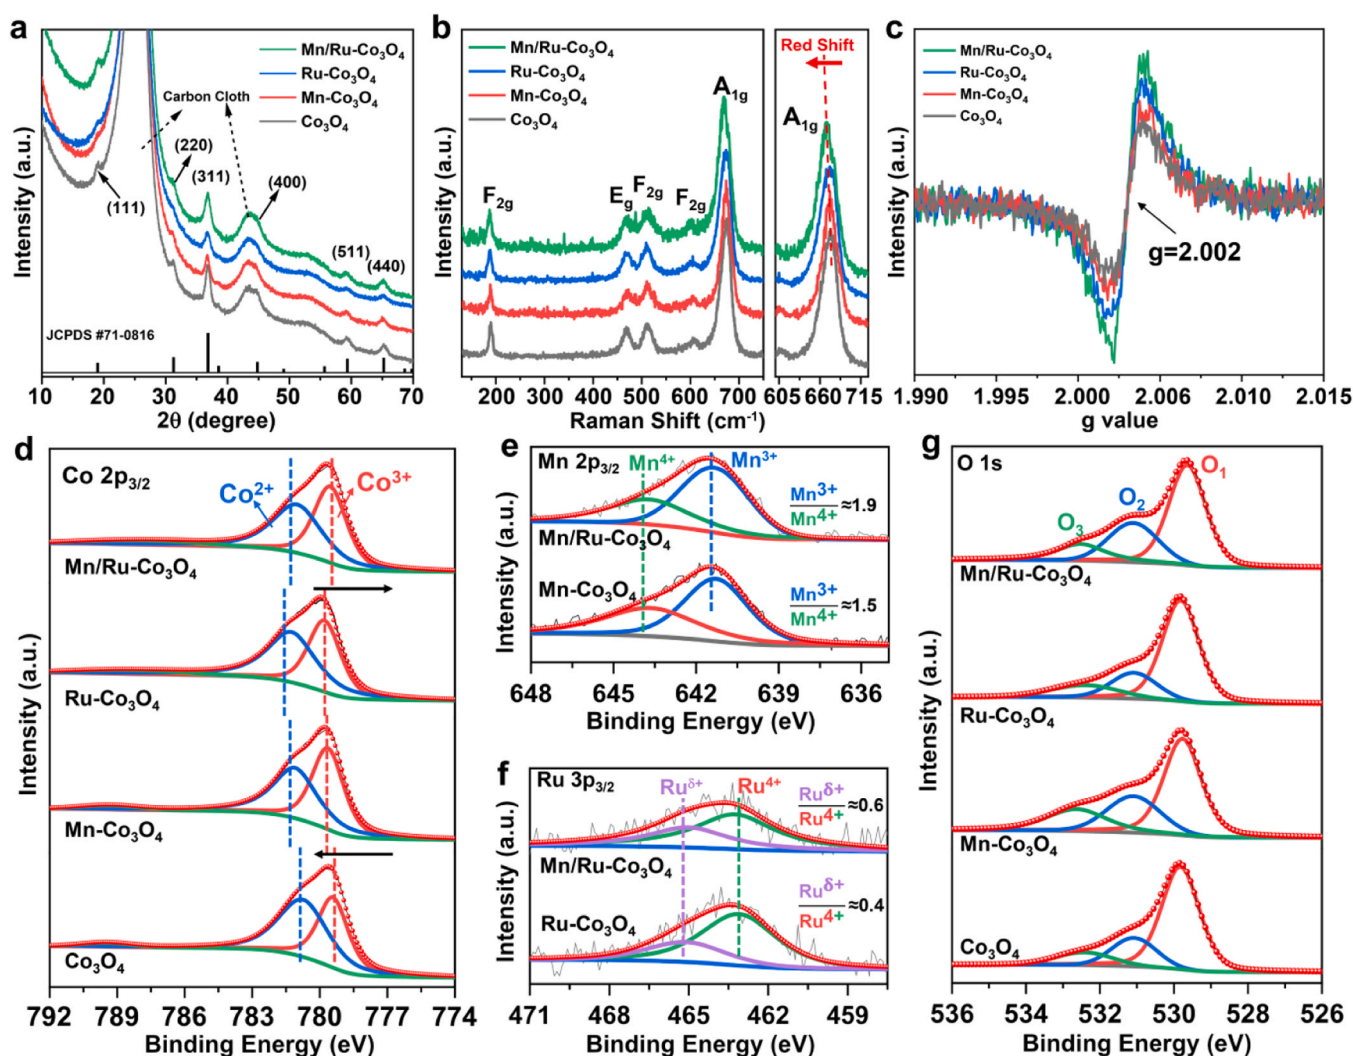 a
Mn/Ru-Co₃O₄
Ru-Co₃O₄
Mn-Co₃O₄
Co₃O₄
Carbon Cloth
(220)
(311)
(400)
(111)
(511)
(440)
JCPDS #71-0816
10 20 30 40 50 60 70
2θ (degree)
Intensity (a.u.)
b
Mn/Ru-Co₃O₄
Ru-Co₃O₄
Mn-Co₃O₄
Co₃O₄
Red Shift
A1g
A1g
F2g
Eg
F2g
F2g
200 300 400 500 600 700
605 660 715
Raman Shift (cm⁻¹)
Intensity (a.u.)
c
Mn/Ru-Co₃O₄
Ru-Co₃O₄
Mn-Co₃O₄
Co₃O₄
g=2.002
1.990 1.995 2.000 2.005 2.010 2.015
g value
Intensity (a.u.)
d
Co 2p3/2
Co²⁺
Co³⁺
Mn/Ru-Co₃O₄
Ru-Co₃O₄
Mn-Co₃O₄
Co₃O₄
792 789 786 783 780 777 774
Binding Energy (eV)
Intensity (a.u.)
e
Mn 2p3/2
Mn⁴⁺
Mn³⁺
Mn³⁺
Mn⁴⁺
≈1.9
Mn/Ru-Co₃O₄
Mn-Co₃O₄
Mn³⁺
Mn⁴⁺
≈1.5
648 645 642 639 636
Binding Energy (eV)
Intensity (a.u.)
f
Ru 3p3/2
Ruδ⁺
Ru⁴⁺
Ruδ⁺
Ru⁴⁺
≈0.6
Mn/Ru-Co₃O₄
Ru-Co₃O₄
Ruδ⁺
Ru⁴⁺
≈0.4
471 468 465 462 459
Binding Energy (eV)
Intensity (a.u.)
g
O 1s
O₁
O₂
O₃
Mn/Ru-Co₃O₄
Ru-Co₃O₄
Mn-Co₃O₄
Co₃O₄
536 534 532 530 528 526
Binding Energy (eV)
Intensity (a.u.)